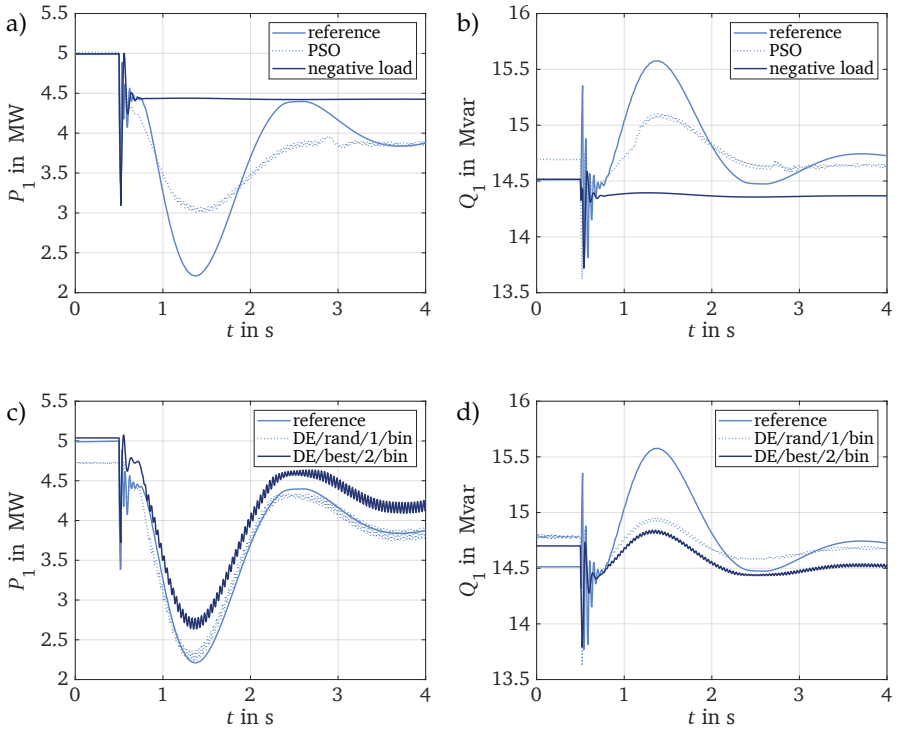 a)
5.5
5
4.5
4
3.5
3
2.5
2
0
1
2
3
4
P1 in MW
t in s
reference
PSO
negative load
b)
16
15.5
15
14.5
14
13.5
0
1
2
3
4
Q1 in Mvar
t in s
reference
PSO
negative load
c)
5.5
5
4.5
4
3.5
3
2.5
2
0
1
2
3
4
P1 in MW
t in s
reference
DE/rand/1/bin
DE/best/2/bin
d)
16
15.5
15
14.5
14
13.5
0
1
2
3
4
Q1 in Mvar
t in s
reference
DE/rand/1/bin
DE/best/2/bin